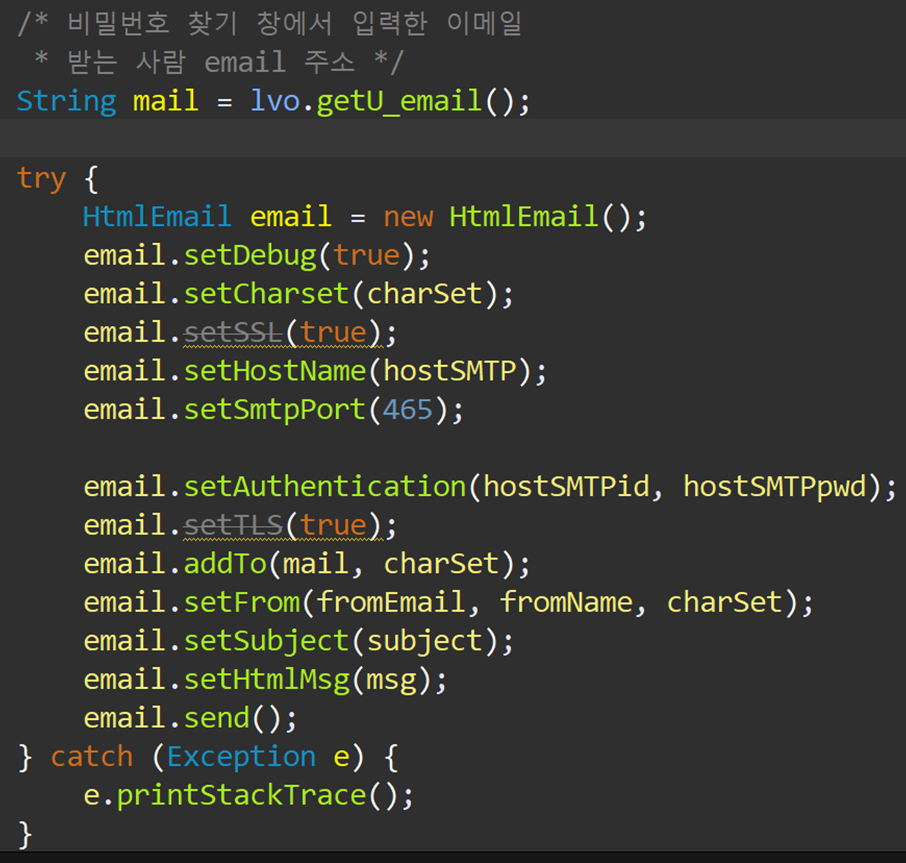 /* 비밀번호 찾기 창에서 입력한 이메일
 * 받는 사람 email 주소 */
String mail = lvo.getU_email();

try {
    HtmlEmail email = new HtmlEmail();
    email.setDebug(true);
    email.setCharset(charSet);
    email.setSSL(true);
    email.setHostName(hostSMTP);
    email.setSmtpPort(465);

    email.setAuthentication(hostSMTPid, hostSMTPpwd);
    email.setTLS(true);
    email.addTo(mail, charSet);
    email.setFrom(fromEmail, fromName, charSet);
    email.setSubject(subject);
    email.setHtmlMsg(msg);
    email.send();
} catch (Exception e) {
    e.printStackTrace();
}